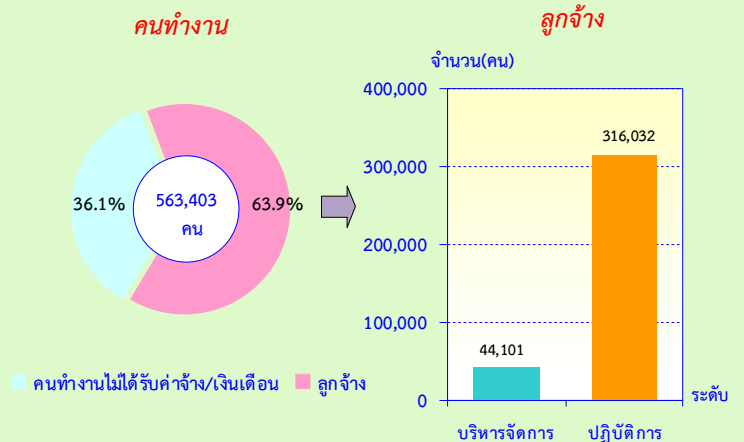 คนทำงาน
36.1%
563,403
คน
63.9%
คนทำงานไม่ได้รับค่าจ้าง/เงินเดือน
ลูกจ้าง
ลูกจ้าง
จำนวน(คน)
400,000
300,000
200,000
100,000
0
44,101
316,032
ระดับ
บริหารจัดการ
ปฏิบัติการ